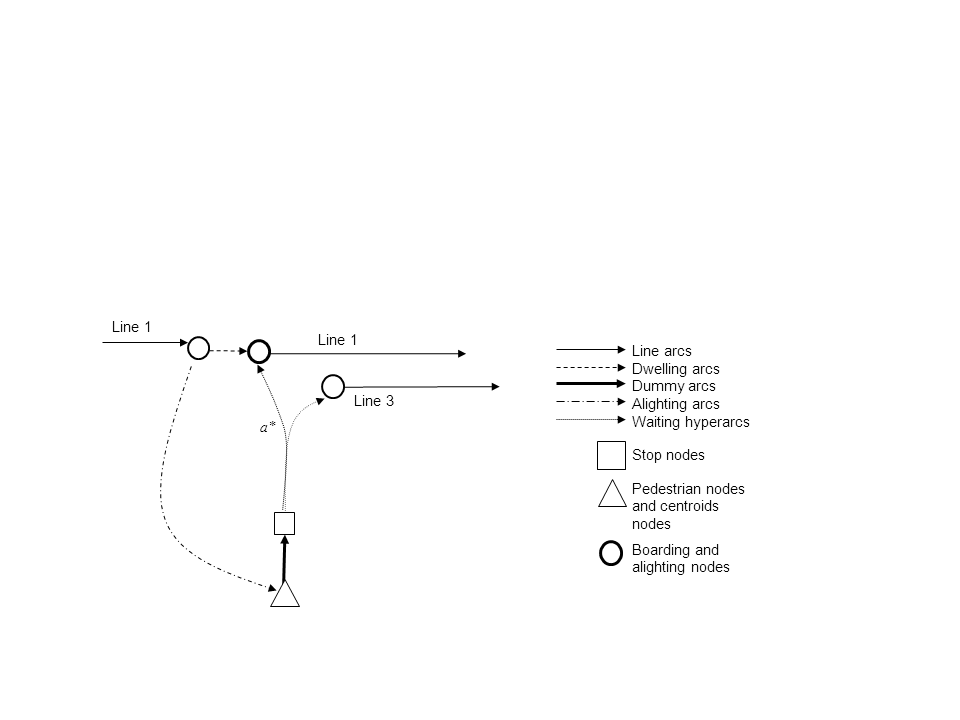 Line 1
Line 1
Line 3
a*
Line arcs
Dwelling arcs
Dummy arcs
Alighting arcs
Waiting hyperarcs
Stop nodes
Pedestrian nodes
and centroids
nodes
Boarding and
alighting nodes